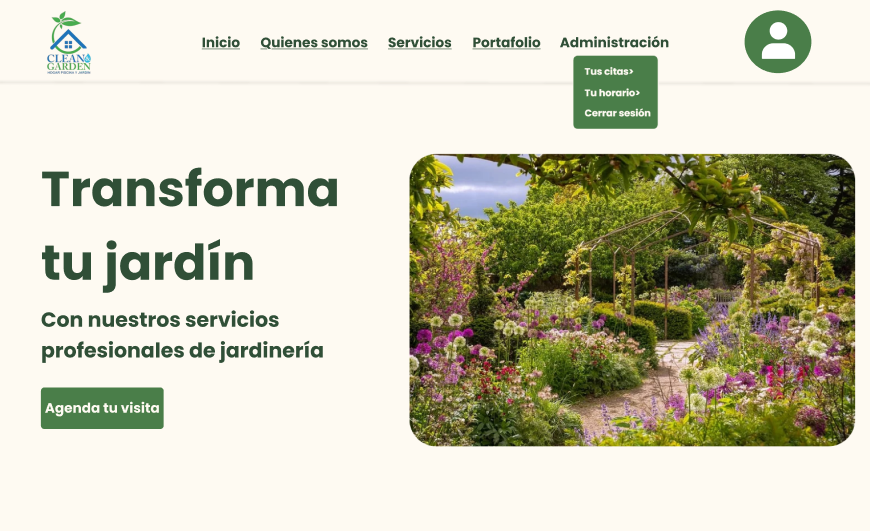 CLEAN
GARDEN
Inicio
Quienes somos
Servicios
Portafolio
Administración
Tus citas>
Tu horario>
Cerrar sesión
Transforma
tu jardín
Con nuestros servicios
profesionales de jardinería
Agenda tu visita